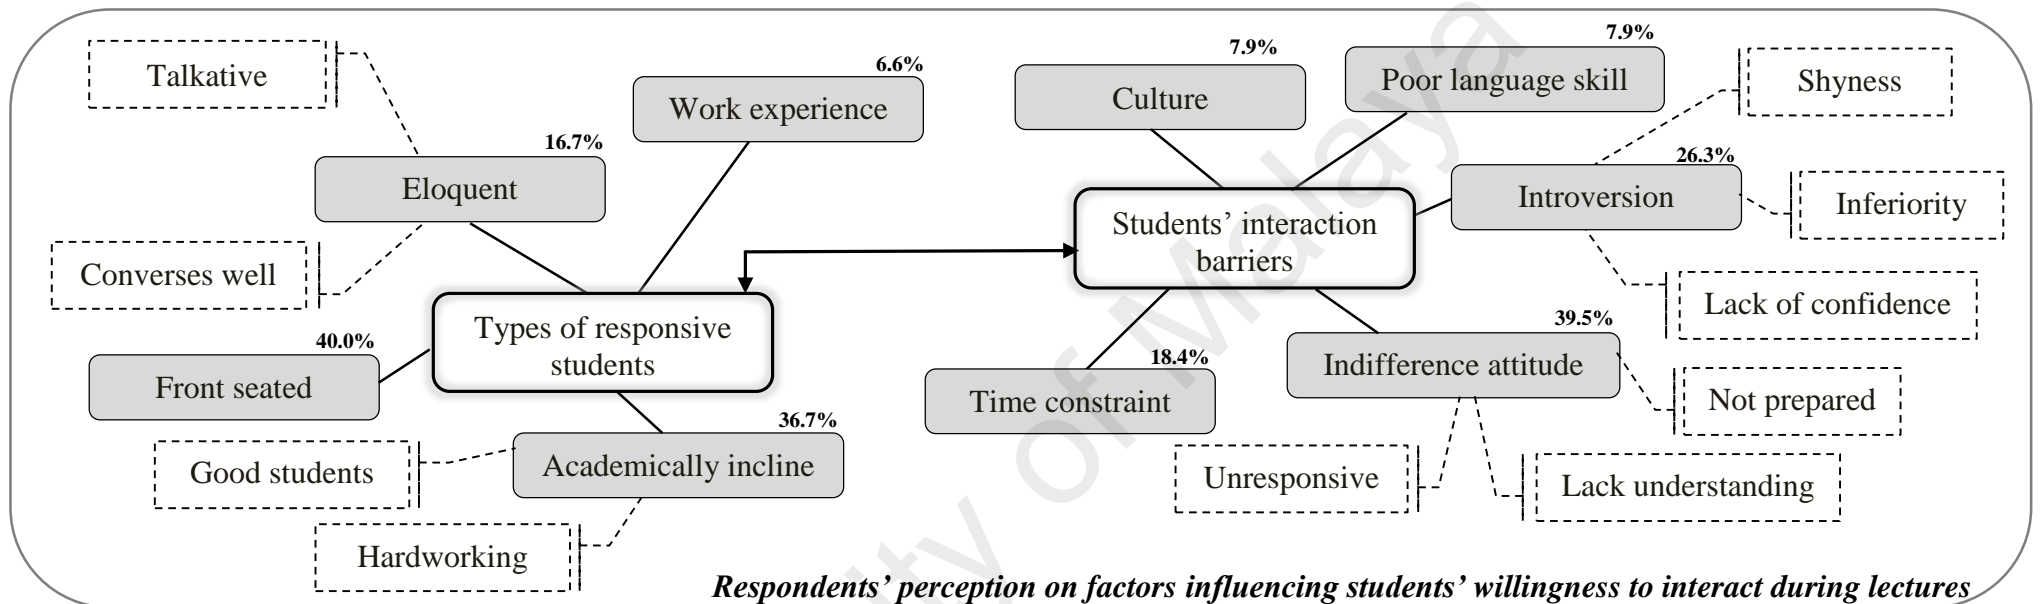 Talkative
16.7%
Eloquent
Converses well
6.6%
Work experience
40.0%
Front seated
Types of responsive
students
36.7%
Academically incline
Good students
Hardworking
7.9%
Culture
7.9%
Poor language skill
Shyness
26.3%
Introversion
Inferiority
Lack of confidence
Students’ interaction
barriers
18.4%
Time constraint
39.5%
Indifference attitude
Not prepared
Unresponsive
Lack understanding
Respondents’ perception on factors influencing students’ willingness to interact during lectures
ity of Malaya